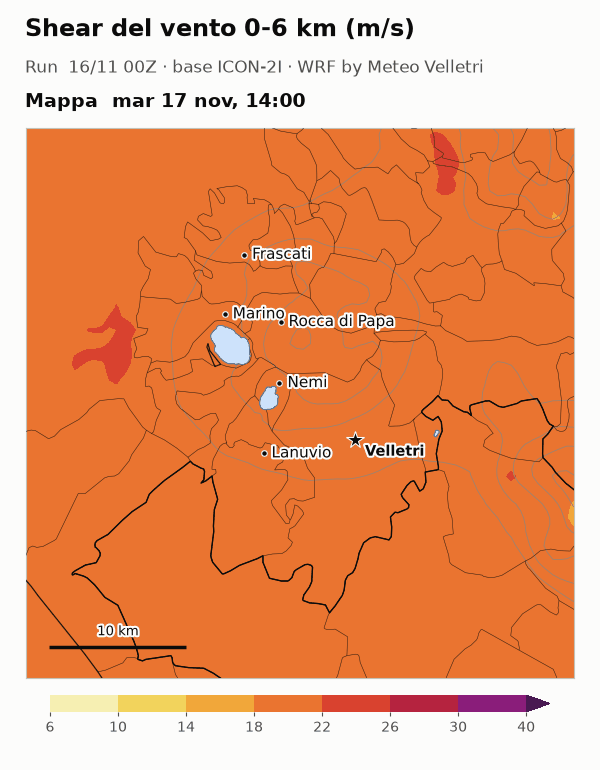 Shear del vento 0-6 km (m/s)
Run  16/11 00Z · base ICON-2I · WRF by Meteo Velletri
Mappa  mar 17 nov, 14:00
Frascati
Marino
Rocca di Papa
Nemi
Velletri
Lanuvio
10 km
6 10 14 18 22 26 30 40